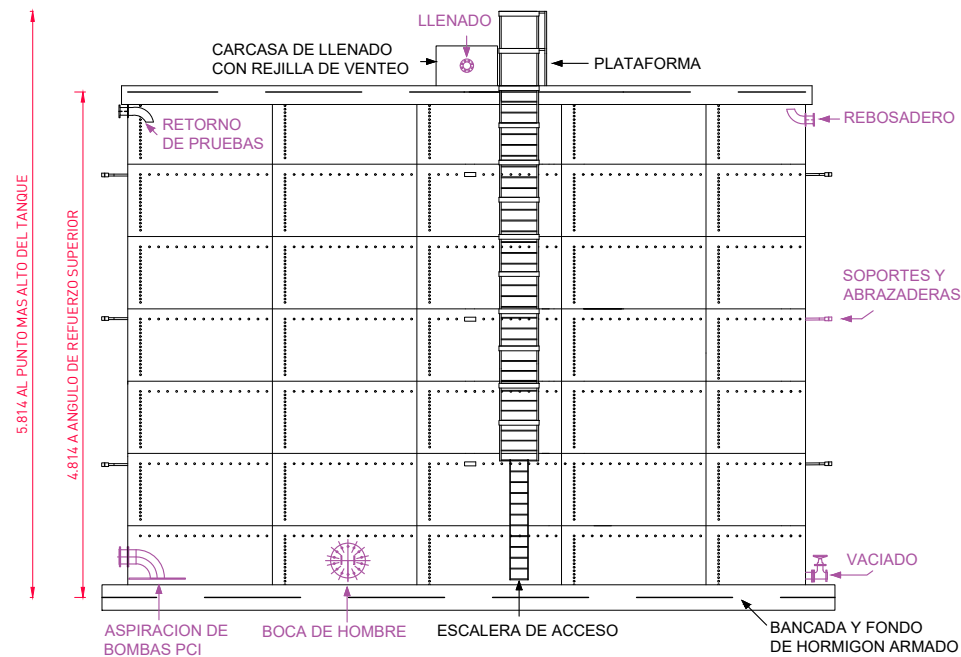 LLENADO
CARCASA DE LLENADO
CON REJILLA DE VENTEO
PLATAFORMA
RETORNO
DE PRUEBAS
REBOSADERO
5.814 AL PUNTO MAS ALTO DEL TANQUE
4.814 A ANGULO DE REFUERZO SUPERIOR
SOPORTES Y
ABRAZADERAS
VACIADO
ASPIRACION DE
BOMBAS PCI
BOCA DE HOMBRE
ESCALERA DE ACCESO
BANCADA Y FONDO
DE HORMIGON ARMADO